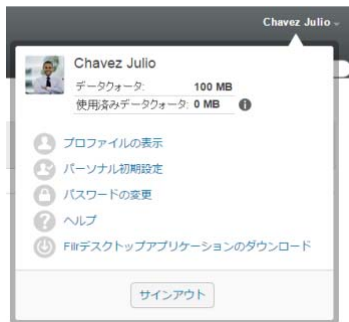 Chavez Julio
Chavez Julio
データクォータ: 100 MB
使用済みデータクォータ: 0 MB
プロファイルの表示
パーソナル初期設定
パスワードの変更
ヘルプ
Filrデスクトップアプリケーションのダウンロード
サインアウト